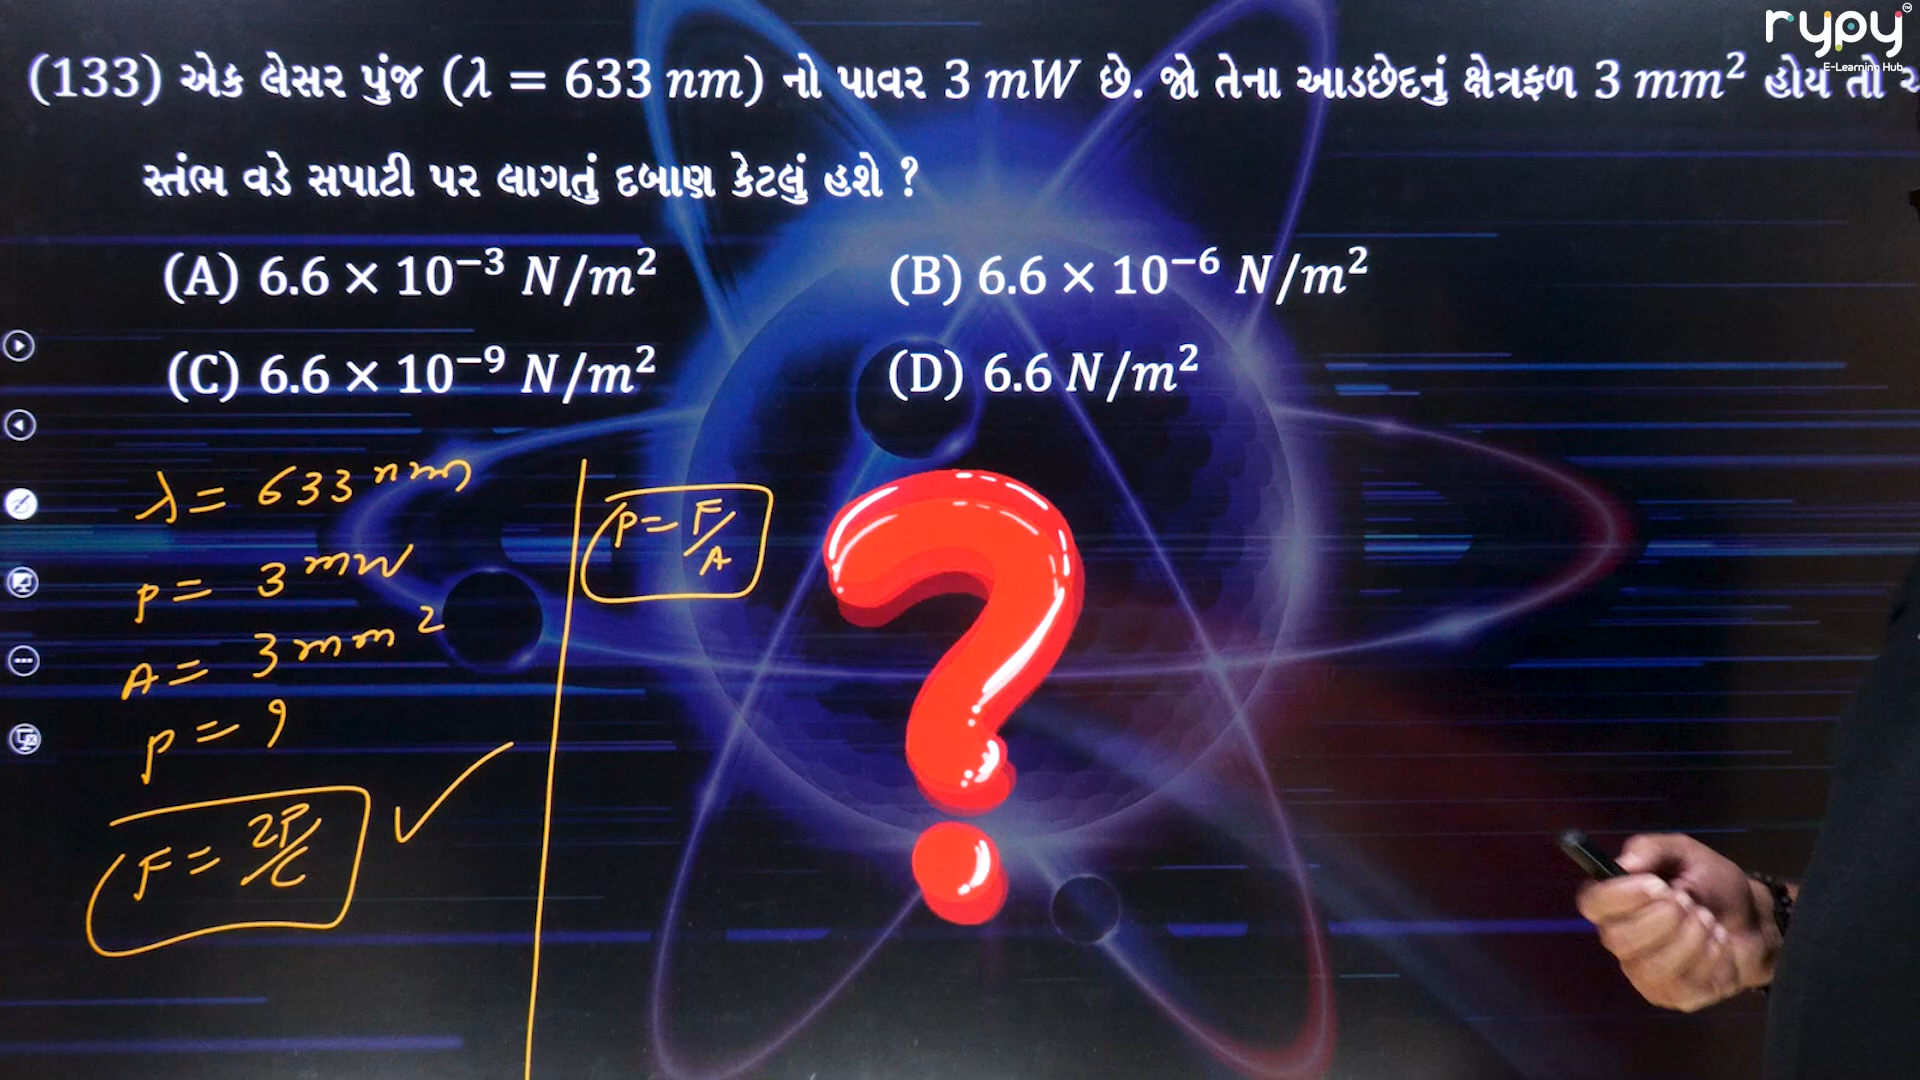 rypy
E-Learning Hub
(133) એક લેસર પુંજ (λ = 633 nm) નો પાવર 3 mW છે. જો તેના આડછેદનું ક્ષેત્રફળ 3 mm² હોય તો
સ્તંભ વડે સપાટી પર લાગતું દબાણ કેટલું હશે ?
(A) 6.6 × 10⁻³ N/m² (B) 6.6 × 10⁻⁶ N/m²
(C) 6.6 × 10⁻⁹ N/m² (D) 6.6 N/m²
λ = 633 nm
P = 3 mW
A = 3 mm²
P = ?
F = 2P/C
P = F/A
?